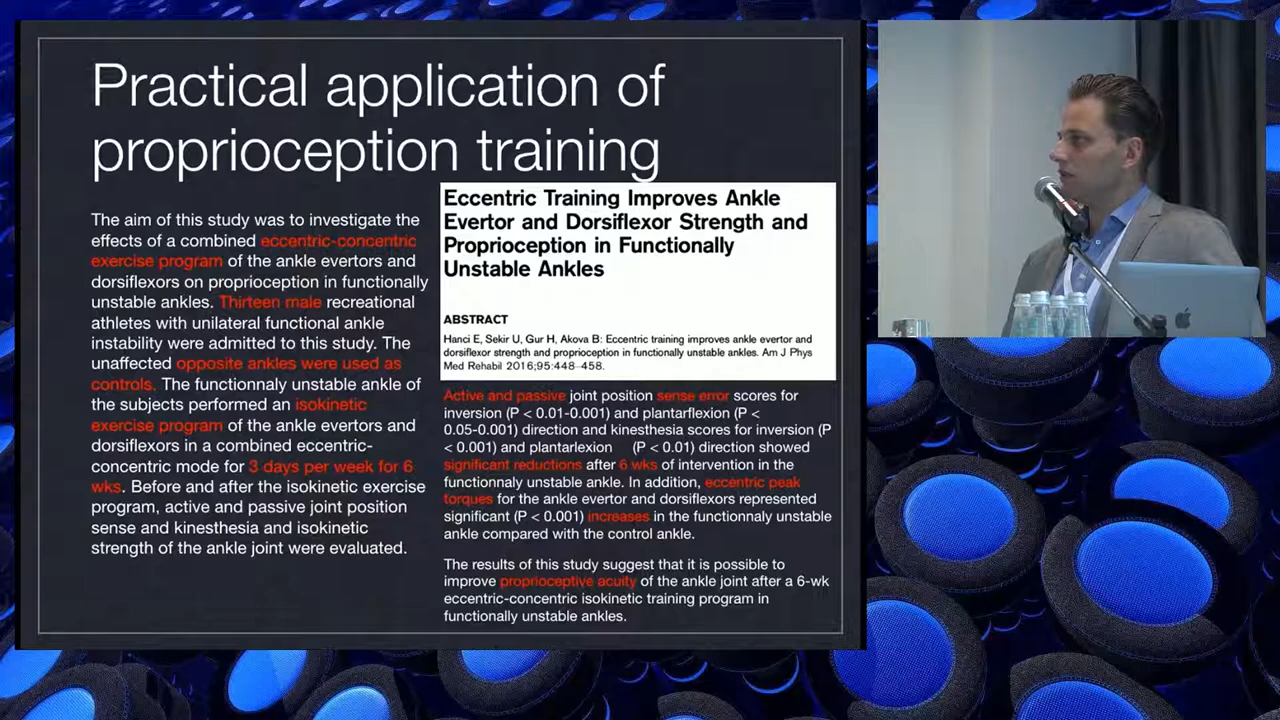 Practical application of
proprioception training
The aim of this study was to investigate the
effects of a combined eccentric-concentric
exercise program of the ankle evertors and
dorsiflexors on proprioception in functionally
unstable ankles. Thirteen male recreational
athletes with unilateral functional ankle
instability were admitted to this study. The
unaffected opposite ankles were used as
controls. The functionnaly unstable ankle of
the subjects performed an isokinetic
exercise program of the ankle evertors and
dorsiflexors in a combined eccentric-
concentric mode for 3 days per week for 6
wks. Before and after the isokinetic exercise
program, active and passive joint position
sense and kinesthesia and isokinetic
strength of the ankle joint were evaluated.
Eccentric Training Improves Ankle
Evertor and Dorsiflexor Strength and
Proprioception in Functionally
Unstable Ankles
ABSTRACT
Hanci E, Sekir U, Gur H, Akova B: Eccentric training improves ankle evertor and
dorsiflexor strength and proprioception in functionally unstable ankles. Am J Phys
Med Rehabil 2016;95:448–458.
Active and passive joint position sense error scores for
inversion (P < 0.01-0.001) and plantarflexion (P <
0.05-0.001) direction and kinesthesia scores for inversion (P
< 0.001) and plantarlexion (P < 0.01) direction showed
significant reductions after 6 wks of intervention in the
functionnaly unstable ankle. In addition, eccentric peak
torques for the ankle evertor and dorsiflexors represented
significant (P < 0.001) increases in the functionnaly unstable
ankle compared with the control ankle.
The results of this study suggest that it is possible to
improve proprioceptive acuity of the ankle joint after a 6-wk
eccentric-concentric isokinetic training program in
functionally unstable ankles.